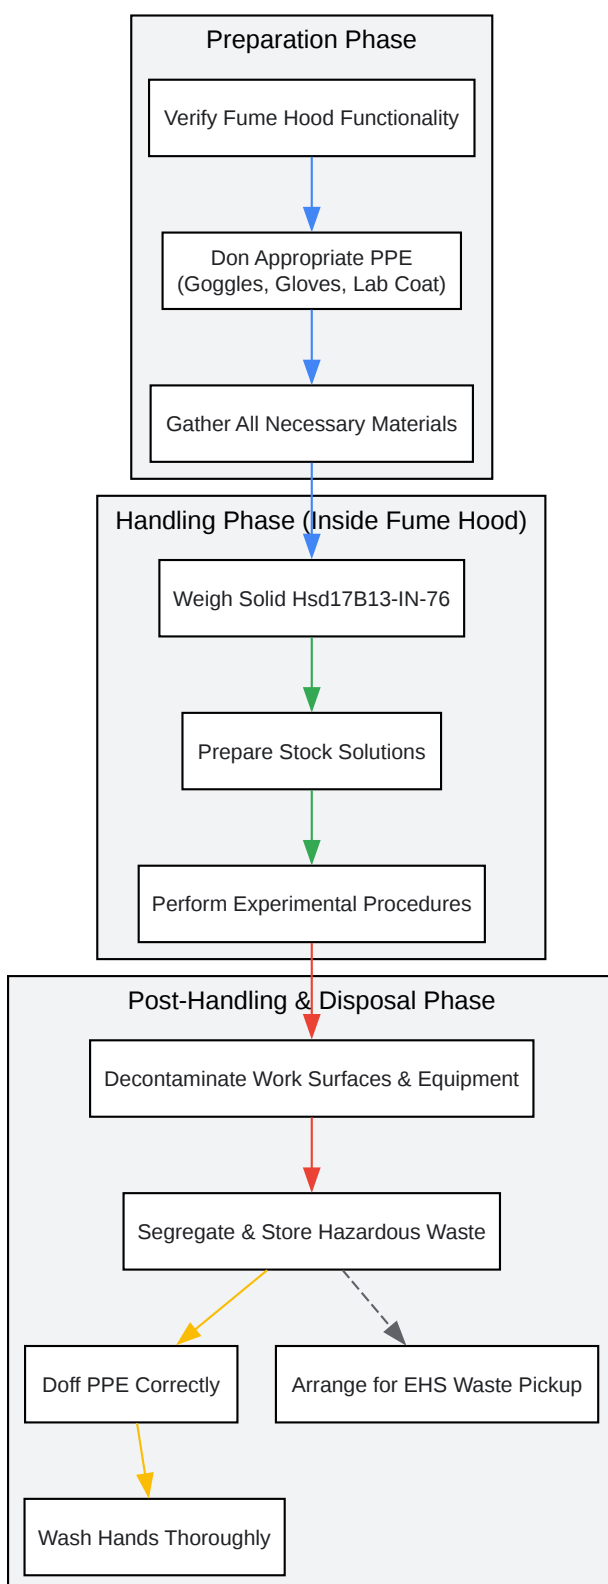 Preparation Phase
Verify Fume Hood Functionality
Don Appropriate PPE
(Goggles, Gloves, Lab Coat)
Gather All Necessary Materials
Handling Phase (Inside Fume Hood)
Weigh Solid Hsd17B13-IN-76
Prepare Stock Solutions
Perform Experimental Procedures
Post-Handling & Disposal Phase
Decontaminate Work Surfaces & Equipment
Segregate & Store Hazardous Waste
Doff PPE Correctly
Arrange for EHS Waste Pickup
Wash Hands Thoroughly